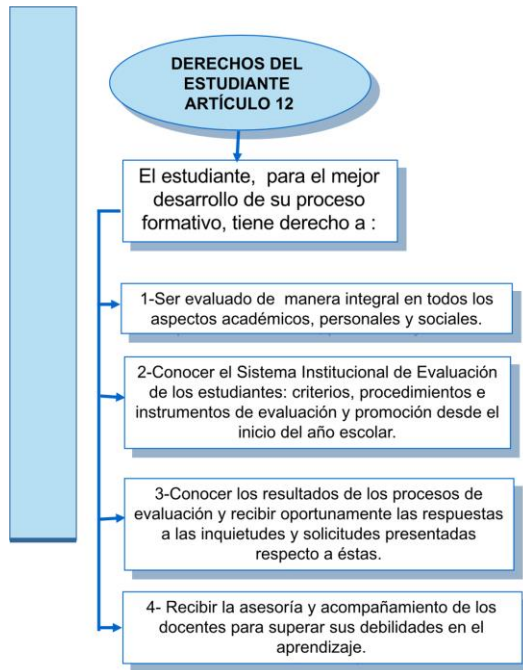 DERECHOS DEL
ESTUDIANTE
ARTÍCULO 12
El estudiante, para el mejor
desarrollo de su proceso
formativo, tiene derecho a :
1-Ser evaluado de manera integral en todos los
aspectos académicos, personales y sociales.
2-Conocer el Sistema Institucional de Evaluación
de los estudiantes: criterios, procedimientos e
instrumentos de evaluación y promoción desde el
inicio del año escolar.
3-Conocer los resultados de los procesos de
evaluación y recibir oportunamente las respuestas
a las inquietudes y solicitudes presentadas
respecto a éstas.
4- Recibir la asesoría y acompañamiento de los
docentes para superar sus debilidades en el
aprendizaje.